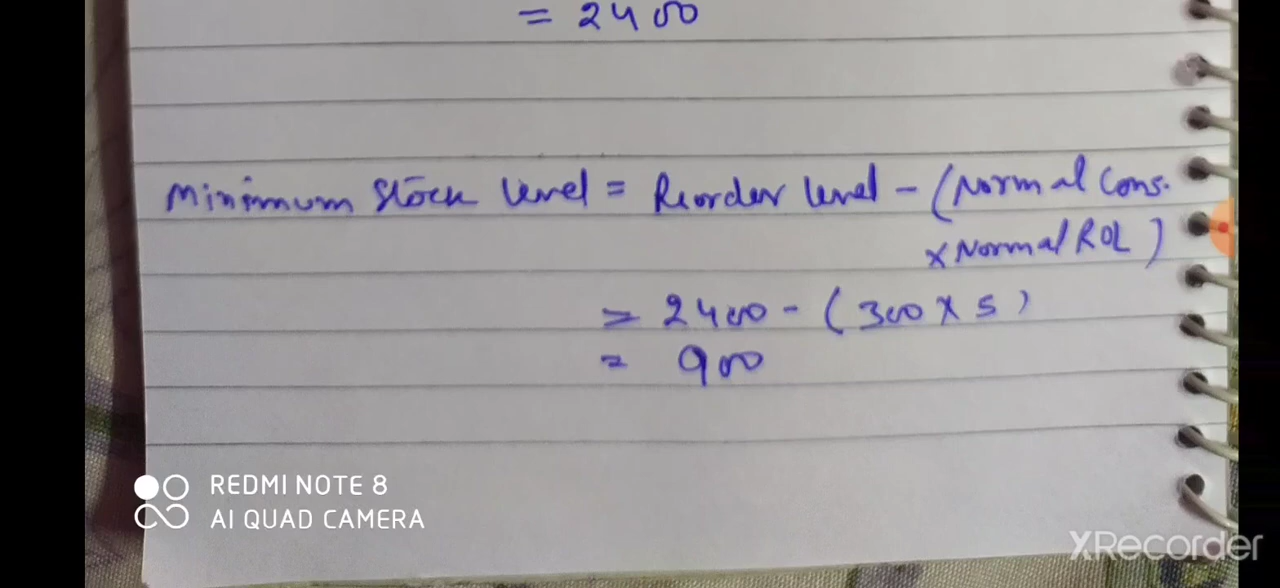 = 2400
Minimum Stock level = Reorder level - (Normal Cons.
x Normal ROL)
= 2400 - (300 x 5)
= 900
REDMI NOTE 8
AI QUAD CAMERA
XRecorder